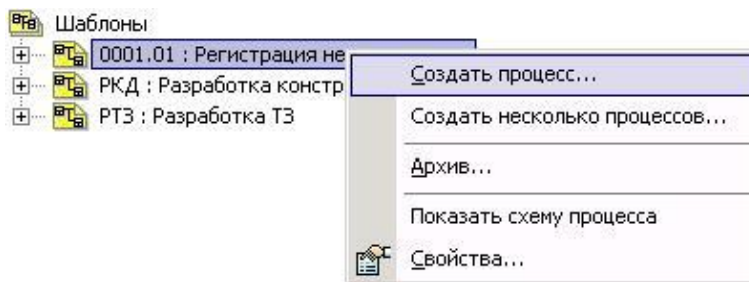 Шаблоны
0001.01 : Регистрация не
РКД : Разработка констр
РТЗ : Разработка ТЗ
Создать процесс...
Создать несколько процессов...
Архив...
Показать схему процесса
Свойства...